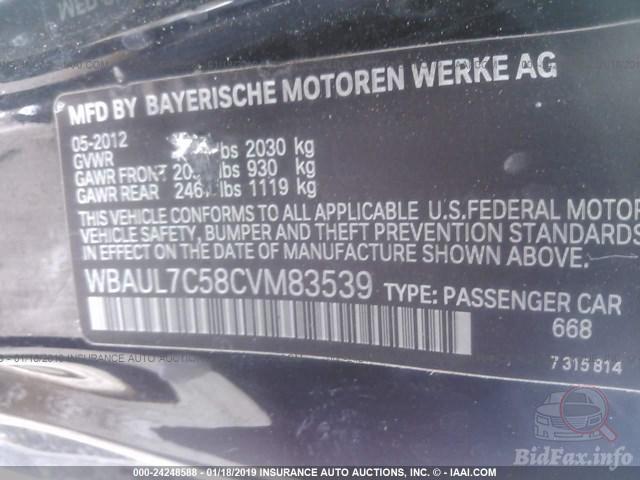 MFD BY BAYERISCHE MOTOREN WERKE AG
05-2012
GVWR lbs 2030 kg
GAWR FRONT lbs 930 kg
GAWR REAR lbs 1119 kg
THIS VEHICLE CONFORMS TO ALL APPLICABLE U.S.FEDERAL MOTOR
VEHICLE SAFETY, BUMPER AND THEFT PREVENTION STANDARDS
IN EFFECT ON THE DATE OF MANUFACTURE SHOWN ABOVE.
WBAUL7C58CVM83539 TYPE: PASSENGER CAR
668
7 315 814
BidFax.info
000-24248588 - 01/18/2019 INSURANCE AUTO AUCTIONS, INC. - IAAI.COM